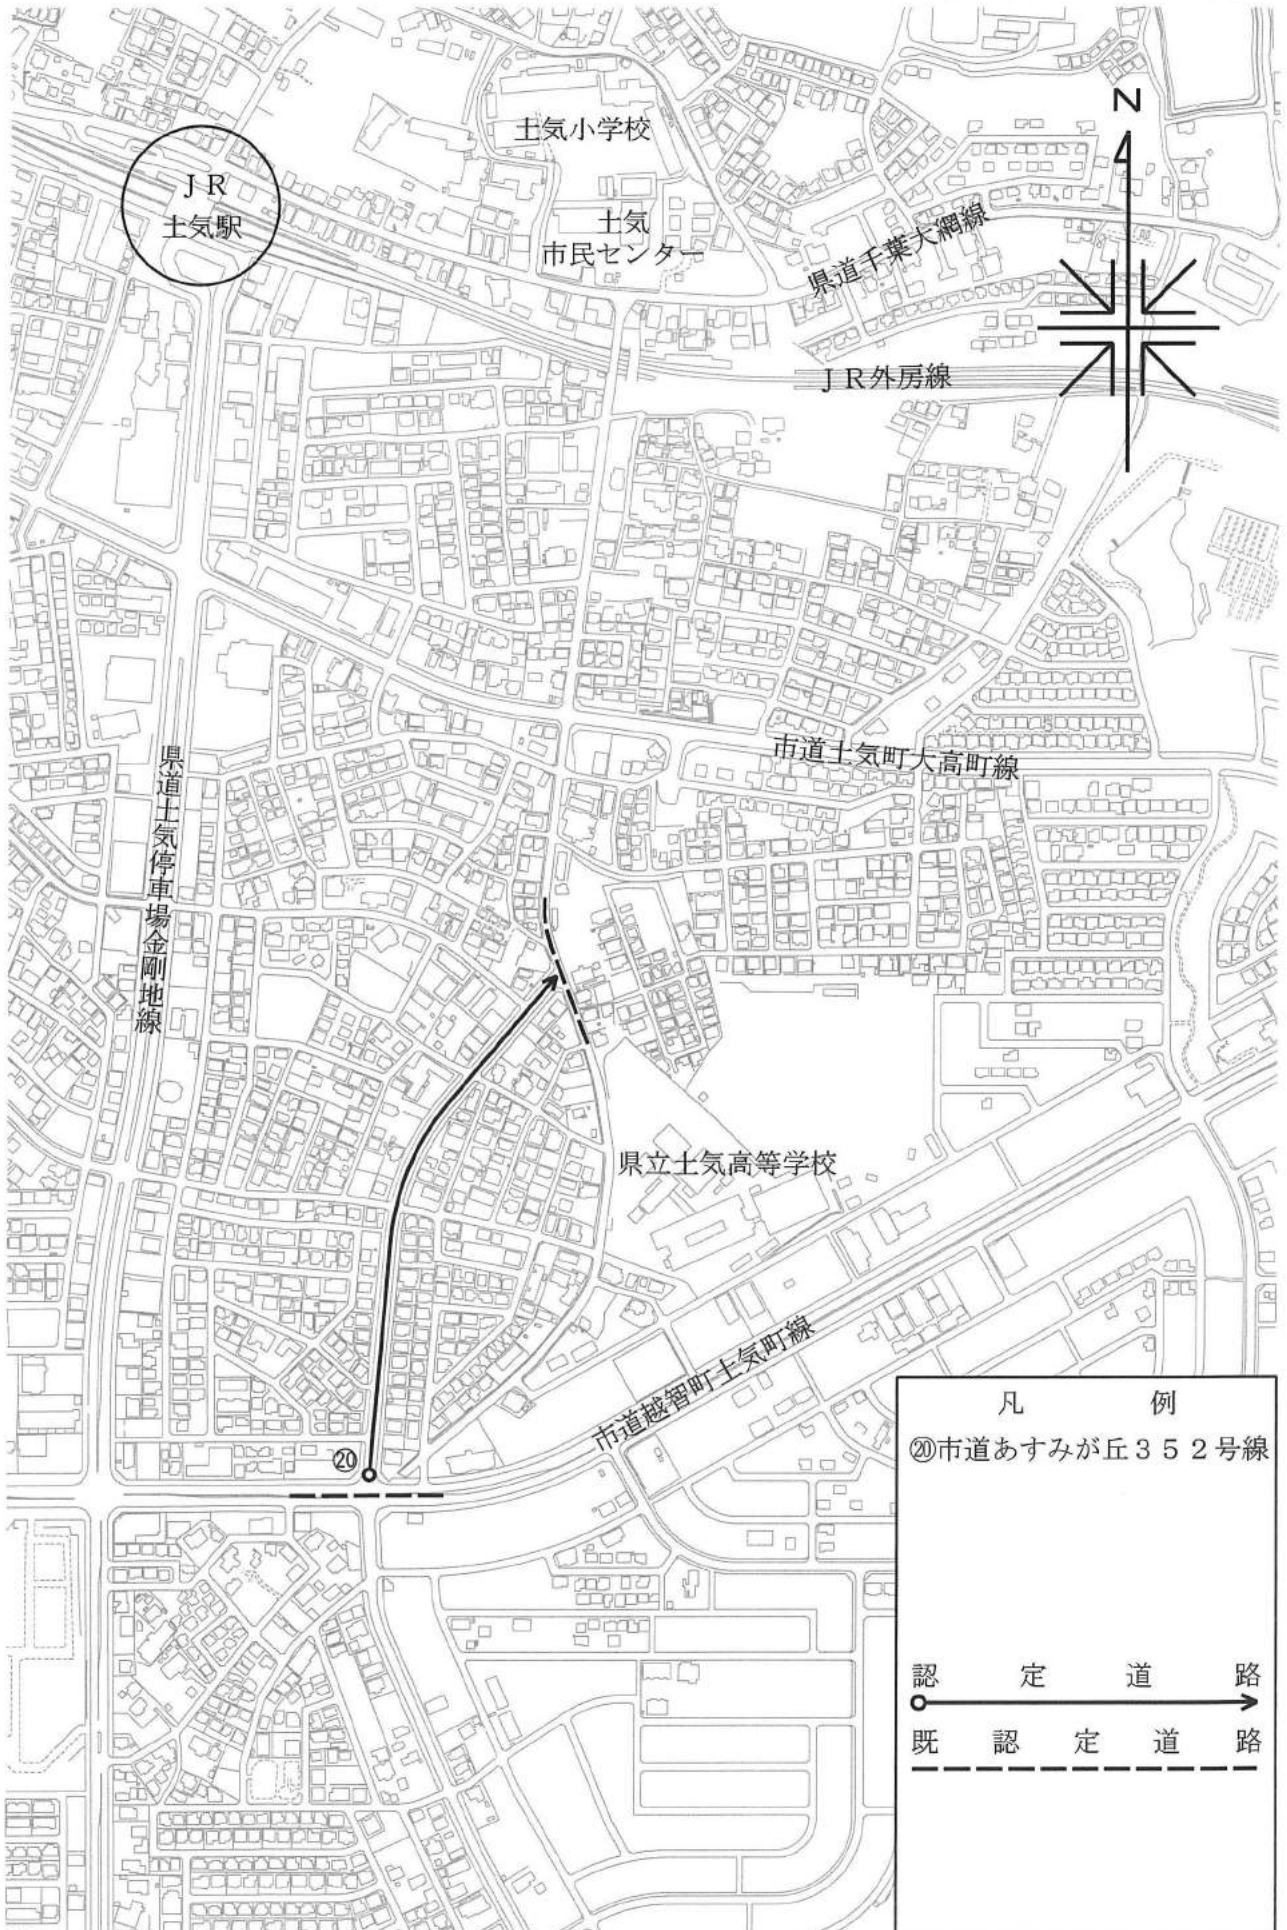 N
土気小学校
JR
土気駅
土気
市民センター
県道千葉大網線
JR外房線
市道土気町大高町線
県道土気停車場金剛地線
県立土気高等学校
市道越智町土気町線
⑳
凡例
⑳市道あすみが丘352号線
認定道路
既認定道路